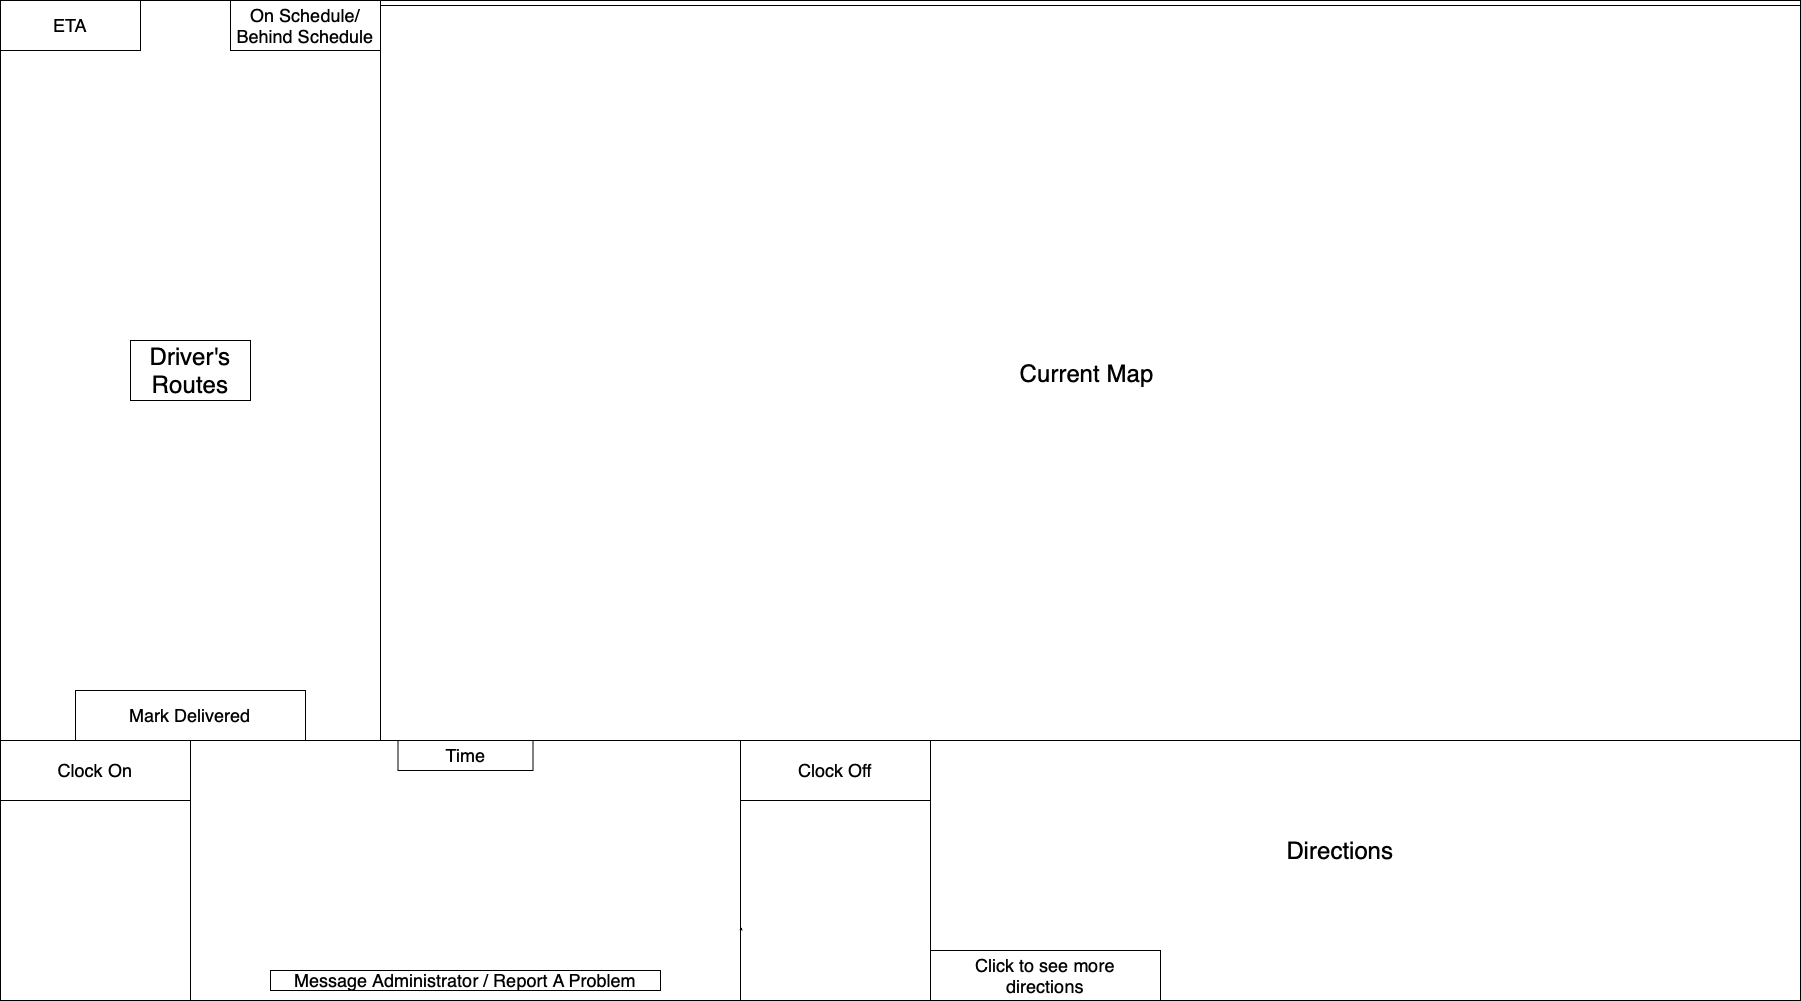 ETA
On Schedule/
Behind Schedule
Driver's
Routes
Current Map
Mark Delivered
Clock On
Time
Clock Off
Directions
Message Administrator / Report A Problem
Click to see more
directions